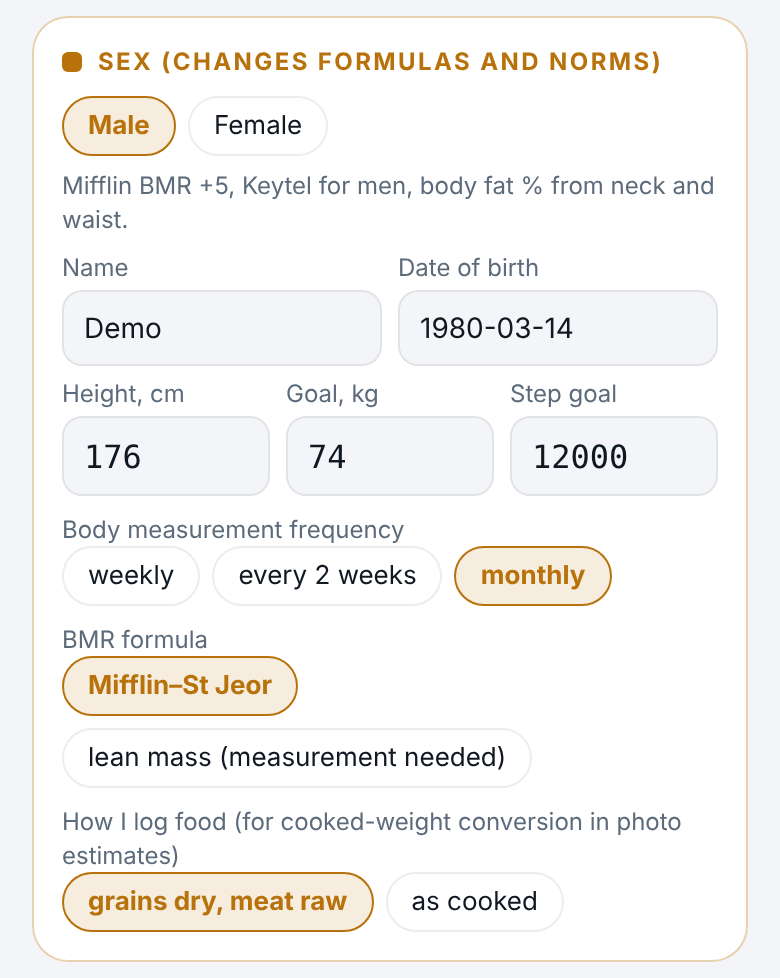 SEX (CHANGES FORMULAS AND NORMS)
Male Female
Mifflin BMR +5, Keytel for men, body fat % from neck and
waist.
Name Date of birth
Demo 1980-03-14
Height, cm Goal, kg Step goal
176 74 12000
Body measurement frequency
weekly every 2 weeks monthly
BMR formula
Mifflin–St Jeor
lean mass (measurement needed)
How I log food (for cooked-weight conversion in photo
estimates)
grains dry, meat raw as cooked